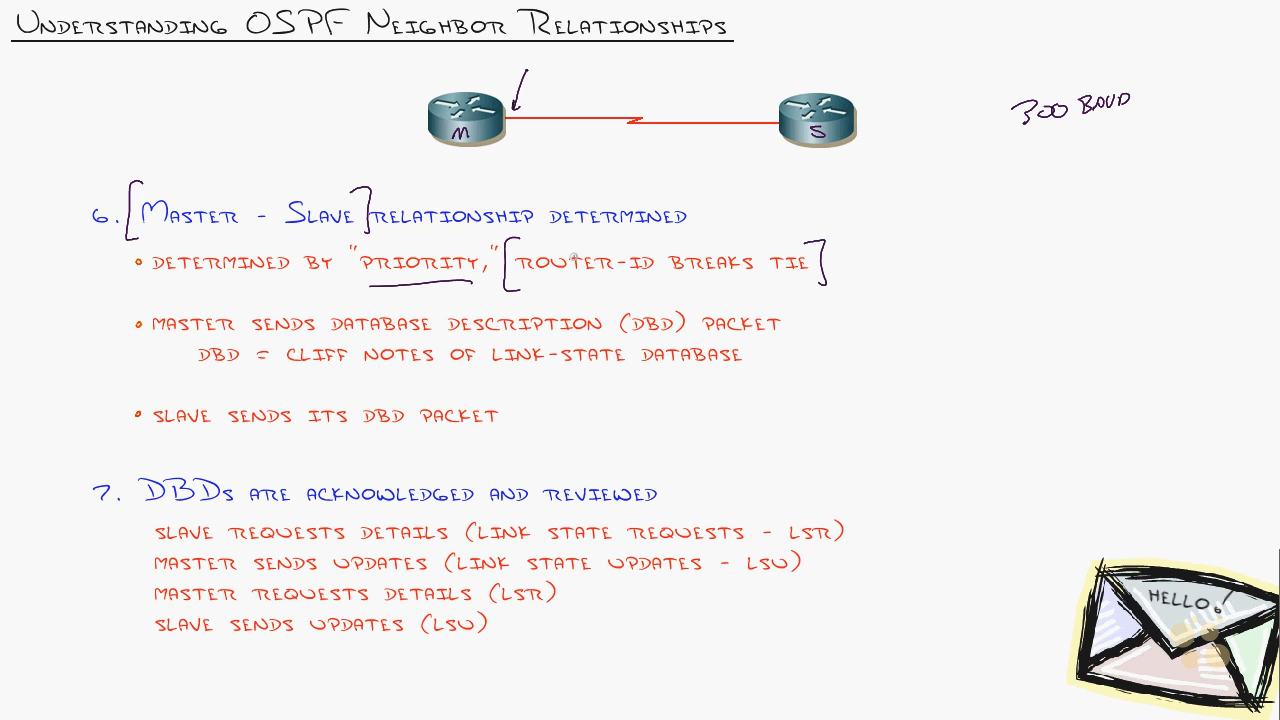 UNDERSTANDING OSPF NEIGHBOR RELATIONSHIPS
300 BAUD
M
S
6. [MASTER - SLAVE] RELATIONSHIP DETERMINED
• DETERMINED BY "PRIORITY," [ROUTER-ID BREAKS TIE]
• MASTER SENDS DATABASE DESCRIPTION (DBD) PACKET
DBD = CLIFF NOTES OF LINK-STATE DATABASE
• SLAVE SENDS ITS DBD PACKET
7. DBDS ARE ACKNOWLEDGED AND REVIEWED
SLAVE REQUESTS DETAILS (LINK STATE REQUESTS - LSR)
MASTER SENDS UPDATES (LINK STATE UPDATES - LSU)
MASTER REQUESTS DETAILS (LSR)
SLAVE SENDS UPDATES (LSU)
HELLO!